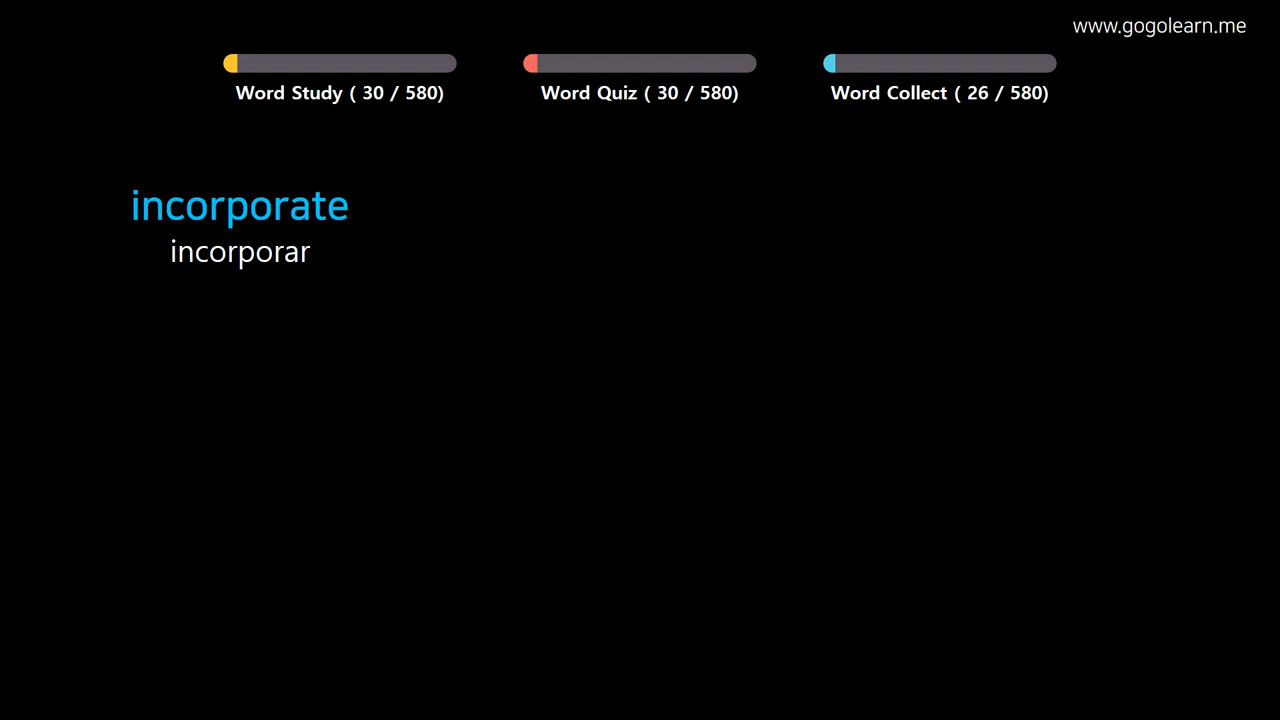 www.gogolearn.me
Word Study ( 30 / 580)
Word Quiz ( 30 / 580)
Word Collect ( 26 / 580)
incorporate
incorporar